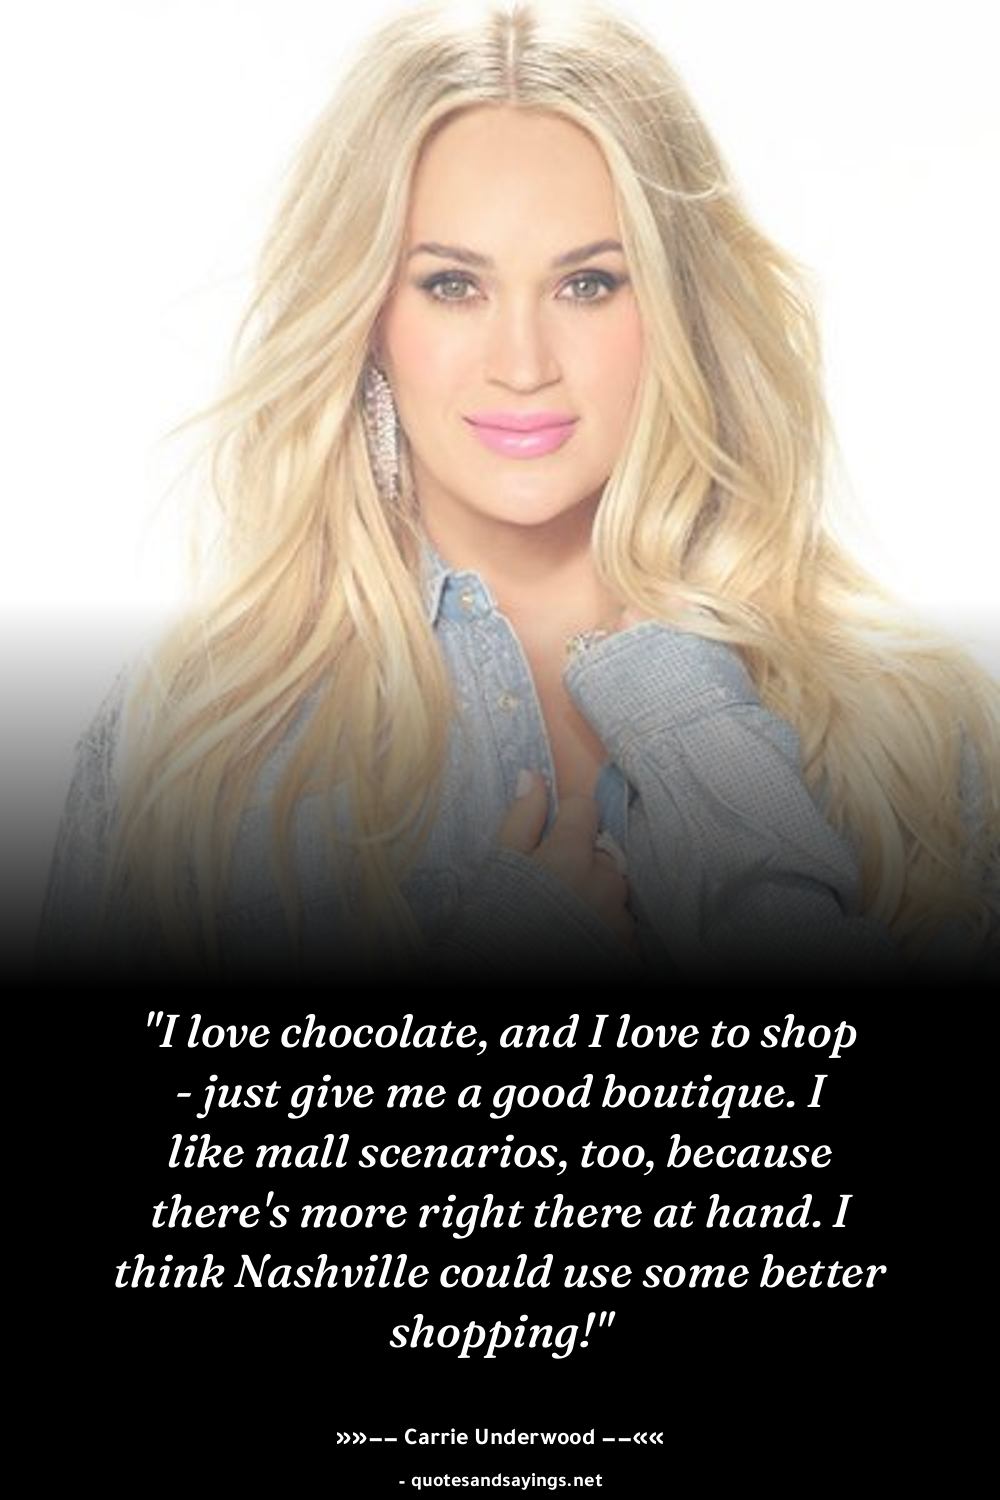 "I love chocolate, and I love to shop
- just give me a good boutique. I
like mall scenarios, too, because
there's more right there at hand. I
think Nashville could use some better
shopping!"
»»–– Carrie Underwood ––««
- quotesandsayings.net